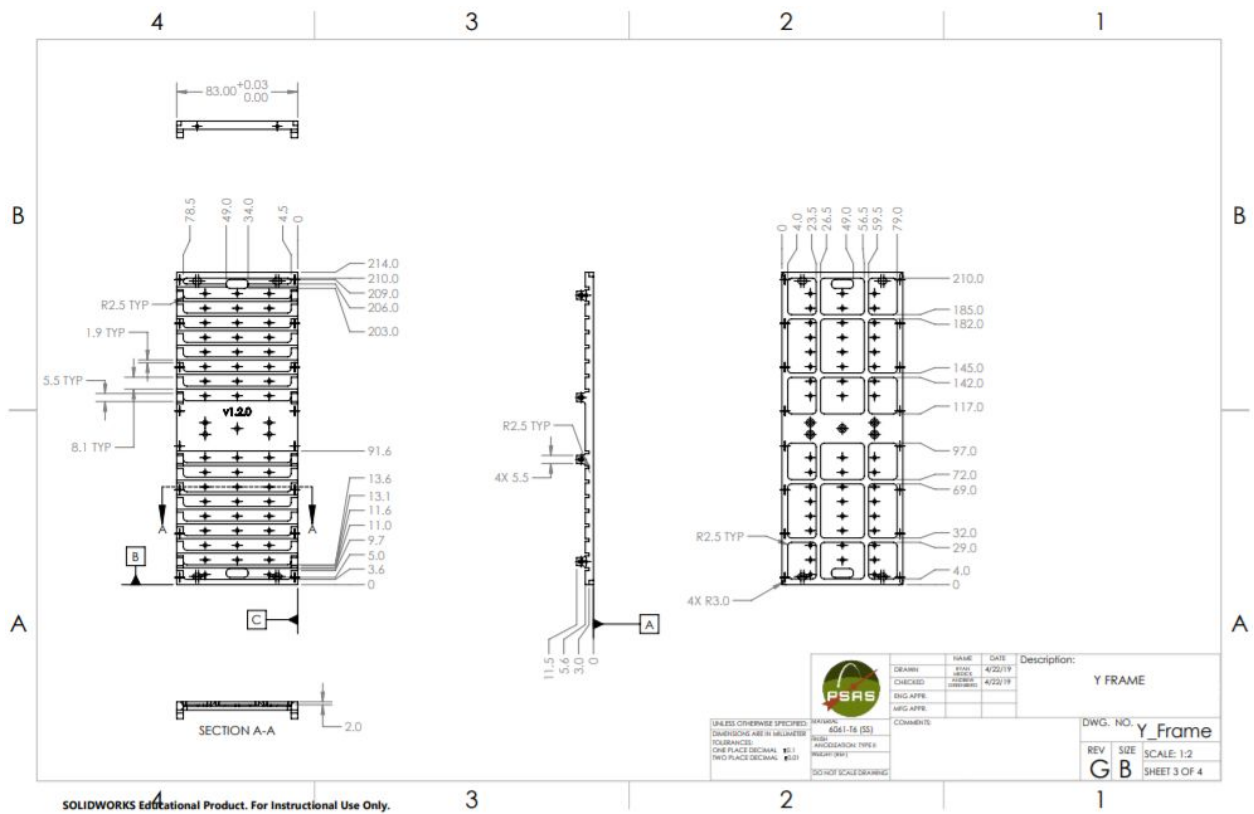 4 3 2 1
83.00 +0.03 0.00
B B
78.5 49.0 34.0 4.5 0
214.0
210.0
209.0
206.0
203.0
R2.5 TYP
1.9 TYP
5.5 TYP
8.1 TYP
v1.2.0
91.6
13.6
13.1
11.6
11.0
9.7
5.0
3.6
0
A A
B
C
R2.5 TYP
4X 5.5
11.5 5.6 3.0 0
A
0 4.0 23.5 26.5 49.0 56.5 59.5 79.0
210.0
185.0
182.0
145.0
142.0
117.0
97.0
72.0
69.0
32.0
29.0
4.0
0
R2.5 TYP
4X R3.0
A A
SECTION A-A
2.0
PSAS
NAME DATE
DRAWN 4/22/19
CHECKED 4/22/19
ENG APPR.
MFG APPR.
COMMENTS:
Description:
Y FRAME
UNLESS OTHERWISE SPECIFIED:
DIMENSIONS ARE IN MILLIMETER
TOLERANCES:
ONE PLACE DECIMAL ±0.1
TWO PLACE DECIMAL ±0.01
MATERIAL
6061-T6 (SS)
FINISH
ANODIZATION: TYPE II
DO NOT SCALE DRAWING
DWG. NO. Y_Frame
REV G
SIZE B
SCALE: 1:2
SHEET 3 OF 4
4 3 2 1
SOLIDWORKS Educational Product. For Instructional Use Only.